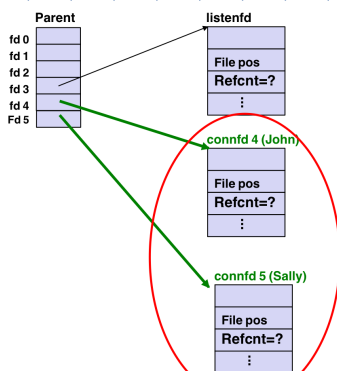 Parent
fd 0
fd 1
fd 2
fd 3
fd 4
Fd 5
listenfd
File pos
Refcnt=?
⋮
connfd 4 (John)
File pos
Refcnt=?
⋮
connfd 5 (Sally)
File pos
Refcnt=?
⋮